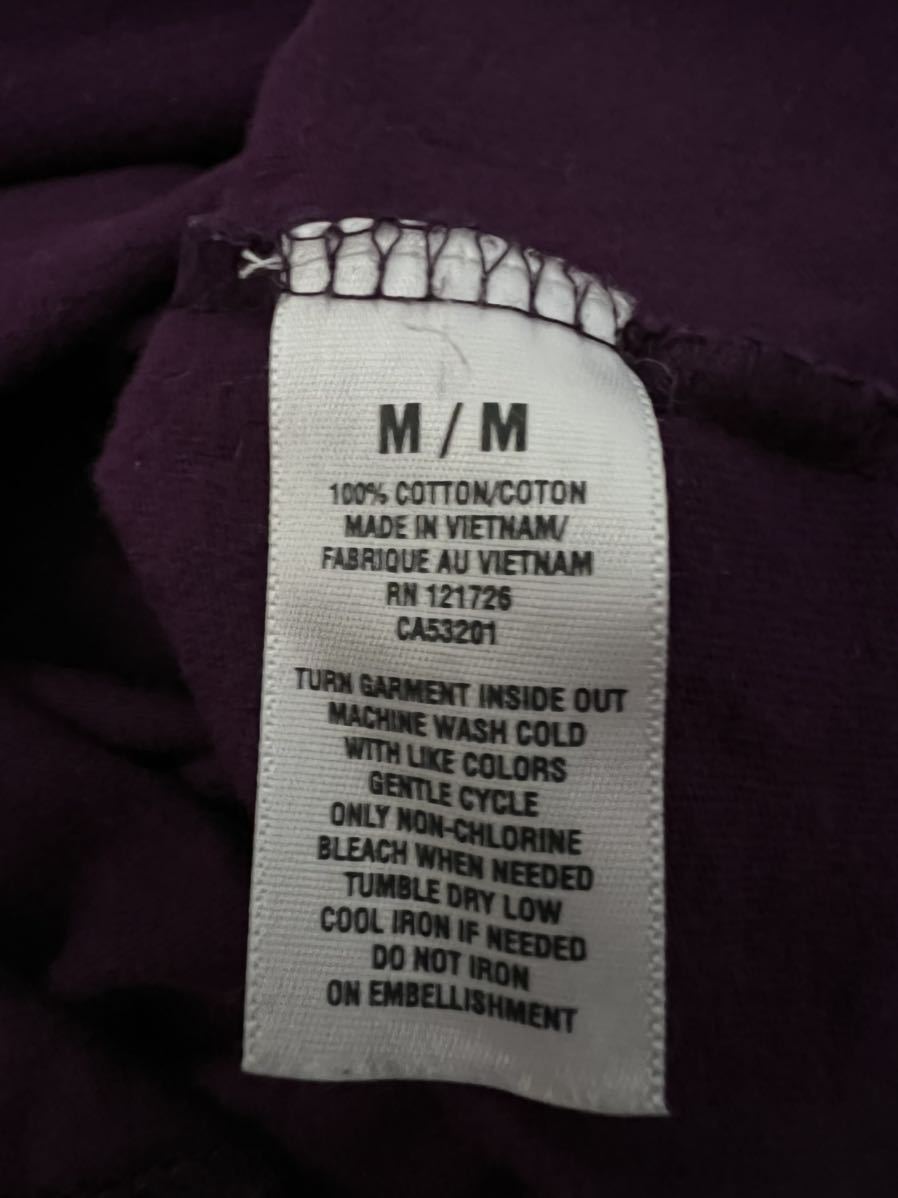 M / M
100% COTTON/COTON
MADE IN VIETNAM/
FABRIQUE AU VIETNAM
RN 121726
CA53201
TURN GARMENT INSIDE OUT
MACHINE WASH COLD
WITH LIKE COLORS
GENTLE CYCLE
ONLY NON-CHLORINE
BLEACH WHEN NEEDED
TUMBLE DRY LOW
COOL IRON IF NEEDED
DO NOT IRON
ON EMBELLISHMENT